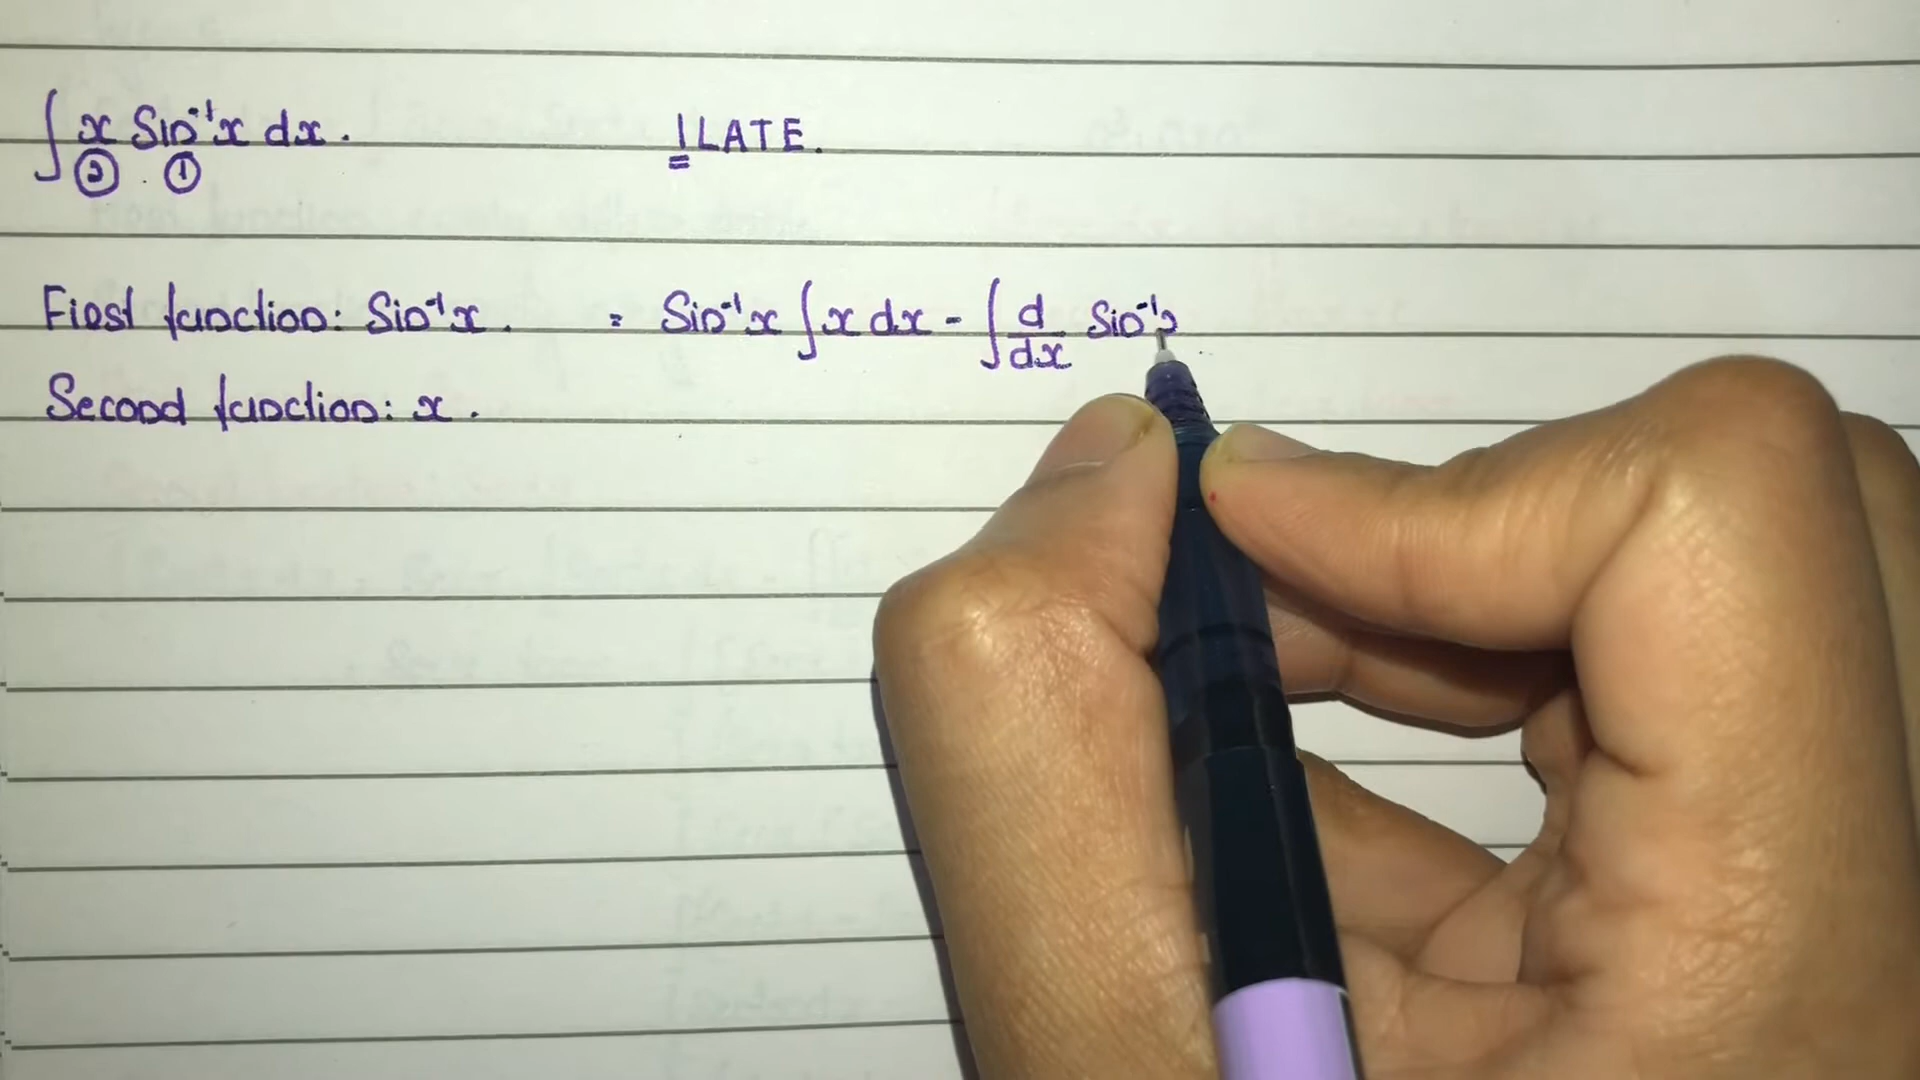 ∫ x Sin⁻¹x dx.
② . ①
ILATE.
First function: Sin⁻¹x. = Sin⁻¹x ∫ x dx - ∫ d/dx Sin⁻¹x
Second function: x.